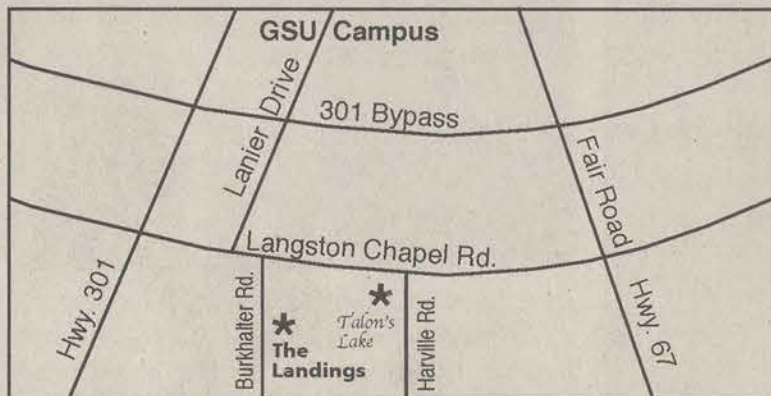 GSU Campus
Lanier Drive
301 Bypass
Fair Road
Langston Chapel Rd.
Hwy. 301
Burkhalter Rd.
*
The
Landings
*
Talon's
Lake
Harville Rd.
Hwy. 67